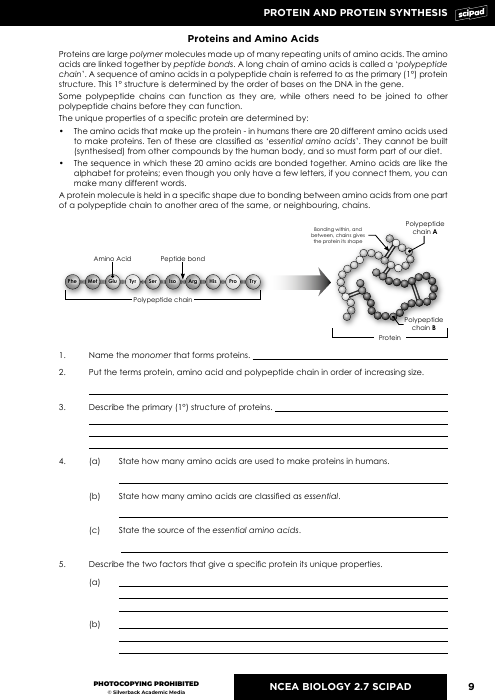 PROTEIN AND PROTEIN SYNTHESIS scipad
Proteins and Amino Acids
Proteins are large polymer molecules made up of many repeating units of amino acids. The amino
acids are linked together by peptide bonds. A long chain of amino acids is called a 'polypeptide
chain'. A sequence of amino acids in a polypeptide chain is referred to as the primary (1°) protein
structure. This 1° structure is determined by the order of bases on the DNA in the gene.
Some polypeptide chains can function as they are, while others need to be joined to other
polypeptide chains before they can function.
The unique properties of a specific protein are determined by:
• The amino acids that make up the protein - in humans there are 20 different amino acids used
to make proteins. Ten of these are classified as 'essential amino acids'. They cannot be built
(synthesised) from other compounds by the human body, and so must form part of our diet.
• The sequence in which these 20 amino acids are bonded together. Amino acids are like the
alphabet for proteins; even though you only have a few letters, if you connect them, you can
make many different words.
A protein molecule is held in a specific shape due to bonding between amino acids from one part
of a polypeptide chain to another area of the same, or neighbouring, chains.
Bonding within, and
between, chains gives
the protein its shape
Polypeptide
chain A
Amino Acid
Peptide bond
Phe Met Glu Tyr Ser Iso Arg His Pro Try
Polypeptide chain
Polypeptide
chain B
Protein
1. Name the monomer that forms proteins.
2. Put the terms protein, amino acid and polypeptide chain in order of increasing size.
3. Describe the primary (1°) structure of proteins.
4. (a) State how many amino acids are used to make proteins in humans.
(b) State how many amino acids are classified as essential.
(c) State the source of the essential amino acids.
5. Describe the two factors that give a specific protein its unique properties.
(a)
(b)
PHOTOCOPYING PROHIBITED
© Silverback Academic Media
NCEA BIOLOGY 2.7 SCIPAD
9